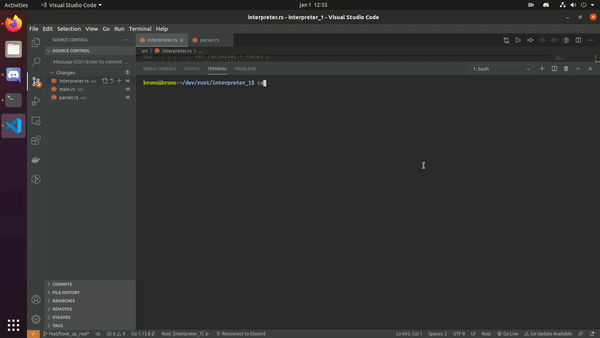 Activities
Visual Studio Code
Jan 1 12:55
interpreter.rs - interpreter_1 - Visual Studio Code
File Edit Selection View Go Run Terminal Help
SOURCE CONTROL
interpreter.rs
parser.rs
SOURCE CONTROL
src > interpreter.rs > ...
Message (Ctrl+Enter to commit ...
Changes
DEBUG CONSOLE OUTPUT TERMINAL PROBLEMS
1: bash
interpreter.rs src M
main.rs src M
parser.rs src M
bruno@bruno:~/dev/rust/interpreter_1$ ca
COMMITS
FILE HISTORY
BRANCHES
REMOTES
STASHES
TAGS
feat/hook_up_repl*
0 0
Go 1.13.8
Rust: [interpreter_1]
Reconnect to Discord
Ln 693, Col 1
UTF-8
LF
Rust
Go Live
Go Update Available